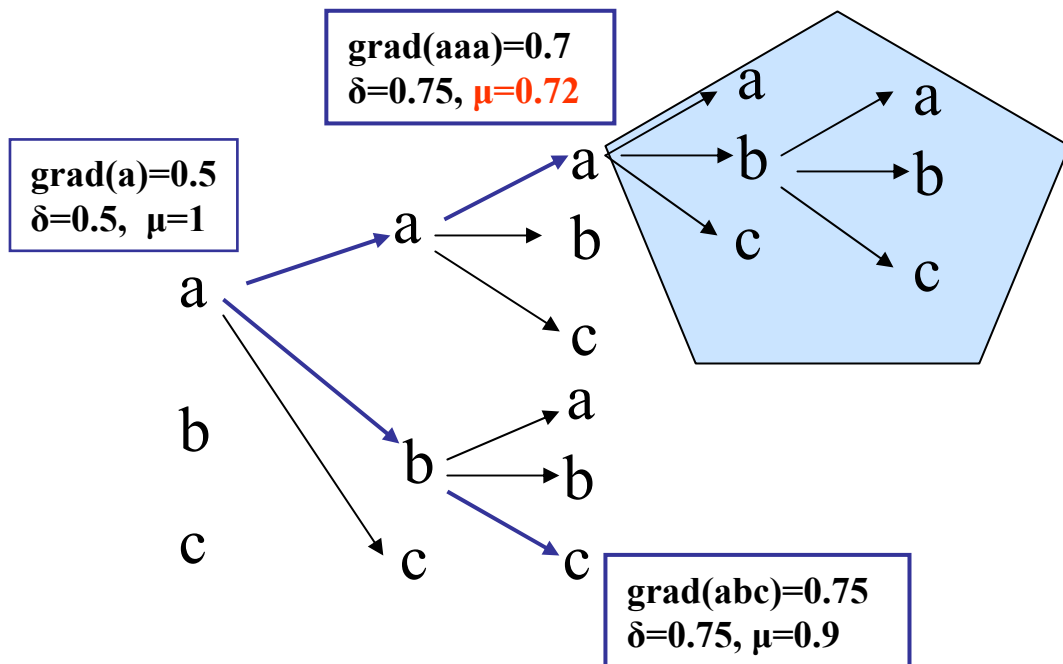 grad(aaa)=0.7
δ=0.75, μ=0.72
grad(a)=0.5
δ=0.5, μ=1
a
b
c
a
b
c
a
b
c
a
b
c
a
b
c
a
b
c
grad(abc)=0.75
δ=0.75, μ=0.9